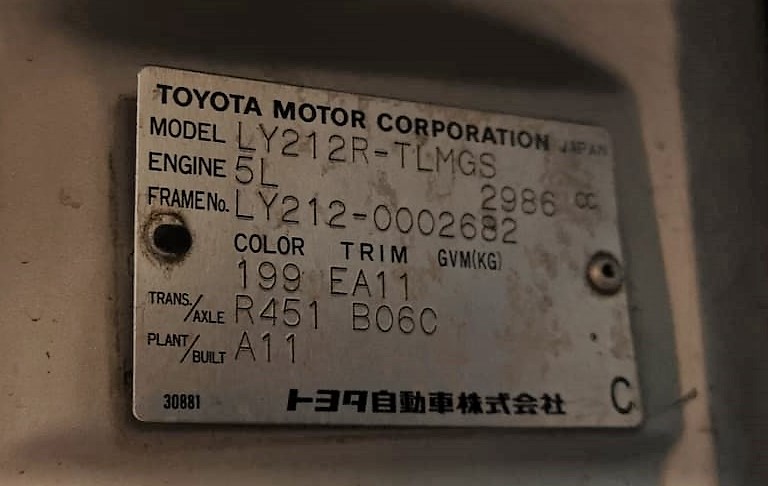 TOYOTA MOTOR CORPORATION JAPAN
MODEL LY212R-TLMGS
ENGINE 5L 2986 CC
FRAME No. LY212-0002682
COLOR TRIM GVM(KG)
199 EA11
TRANS./AXLE R451 B06C
PLANT/BUILT A11
30881 トヨタ自動車株式会社 C